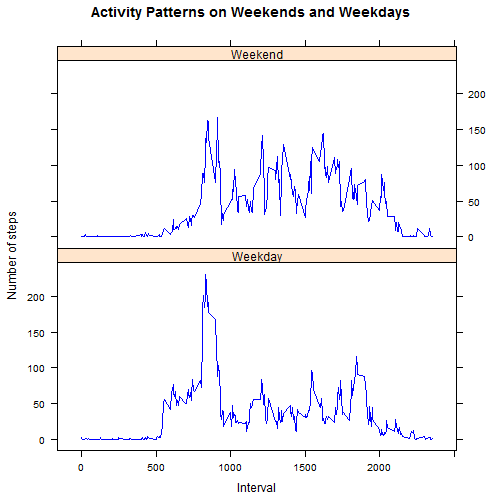 Activity Patterns on Weekends and Weekdays
Weekend
200
150
100
50
0
Number of steps
Weekday
200
150
100
50
0
0 500 1000 1500 2000
Interval